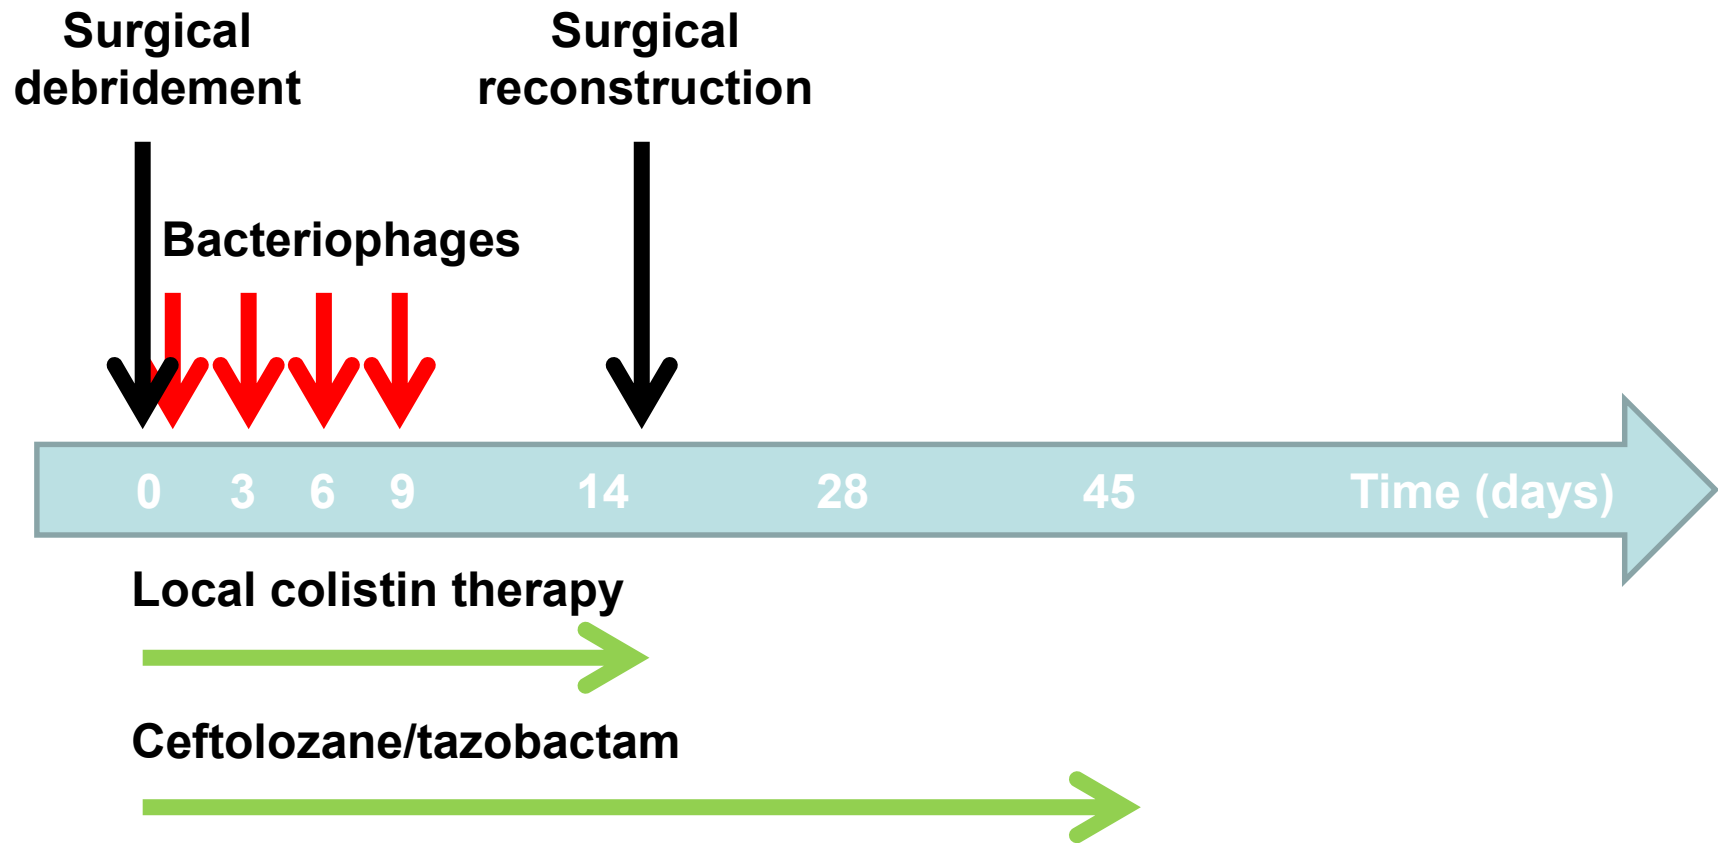 Surgical
debridement
Surgical
reconstruction
Bacteriophages
0 3 6 9 14 28 45 Time (days)
Local colistin therapy
Ceftolozane/tazobactam